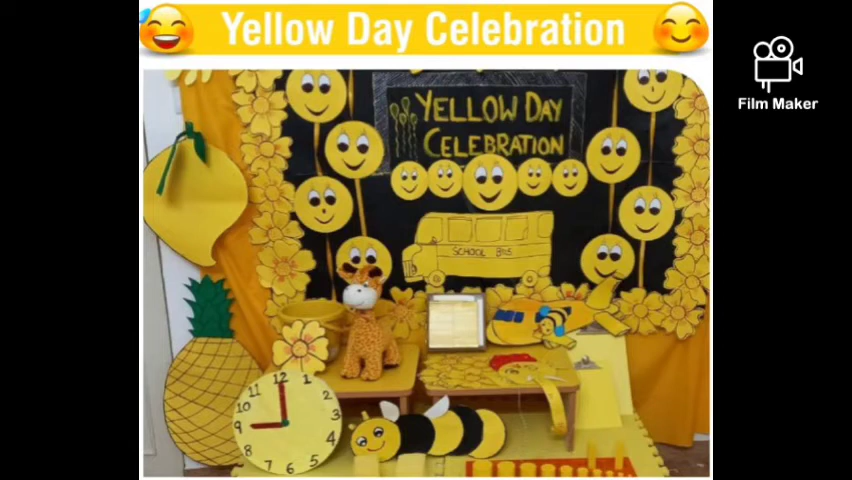 Yellow Day Celebration
Film Maker
YELLOW DAY
CELEBRATION
SCHOOL BUS
12
11
1
10
2
9
3
8
4
7
5
6